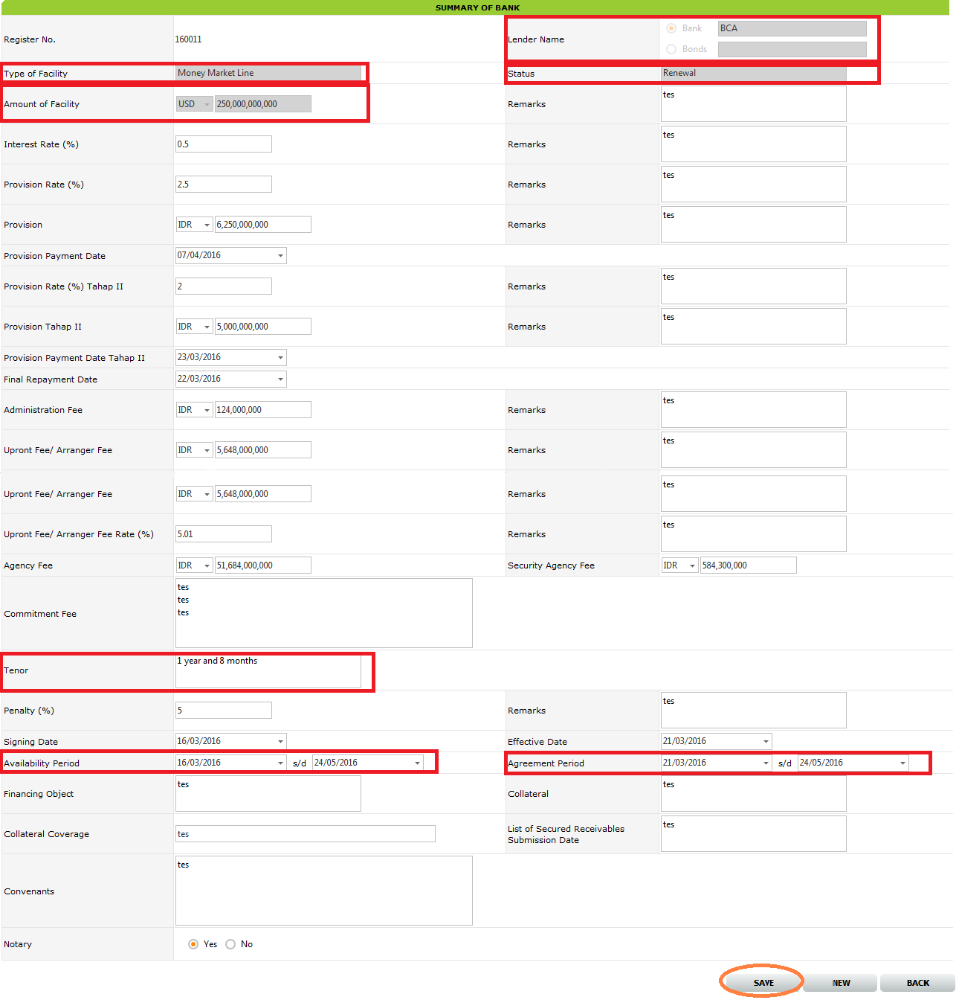 SUMMARY OF BANK
Register No. 160011 Lender Name Bank BCA
Bonds
Type of Facility Money Market Line Status Renewal
Amount of Facility USD 250,000,000,000 Remarks tes
Interest Rate (%) 0.5 Remarks tes
Provision Rate (%) 2.5 Remarks tes
Provision IDR 6,250,000,000 Remarks tes
Provision Payment Date 07/04/2016
Provision Rate (%) Tahap II 2 Remarks tes
Provision Tahap II IDR 5,000,000,000 Remarks tes
Provision Payment Date Tahap II 23/03/2016
Final Repayment Date 22/03/2016
Administration Fee IDR 124,000,000 Remarks tes
Upront Fee/ Arranger Fee IDR 5,648,000,000 Remarks tes
Upront Fee/ Arranger Fee IDR 5,648,000,000 Remarks tes
Upront Fee/ Arranger Fee Rate (%) 5.01 Remarks tes
Agency Fee IDR 51,684,000,000 Security Agency Fee IDR 584,300,000
Commitment Fee tes
tes
tes
Tenor 1 year and 8 months
Penalty (%) 5 Remarks tes
Signing Date 16/03/2016 Effective Date 21/03/2016
Availability Period 16/03/2016 s/d 24/05/2016 Agreement Period 21/03/2016 s/d 24/05/2016
Financing Object tes Collateral tes
Collateral Coverage tes List of Secured Receivables
Submission Date tes
Convenants tes
Notary Yes No
SAVE NEW BACK